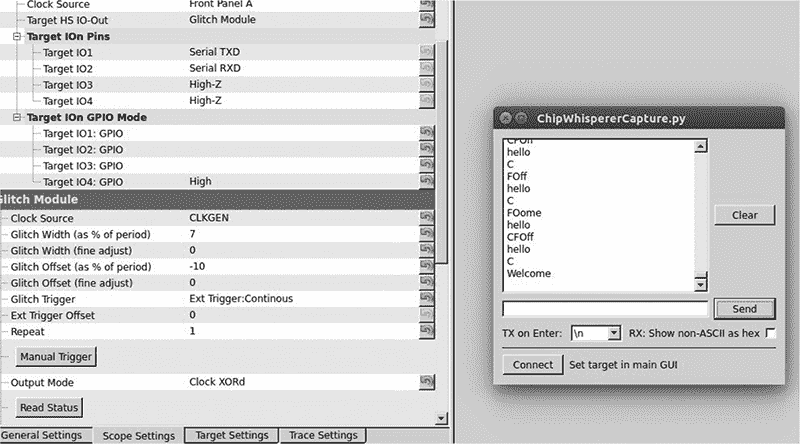 Clock Source Front Panel A
Target HS IO-Out Glitch Module
Target IOn Pins
Target IO1 Serial TXD
Target IO2 Serial RXD
Target IO3 High-Z
Target IO4 High-Z
Target IOn GPIO Mode
Target IO1: GPIO
Target IO2: GPIO
Target IO3: GPIO
Target IO4: GPIO High
Glitch Module
Clock Source CLKGEN
Glitch Width (as % of period) 7
Glitch Width (fine adjust) 0
Glitch Offset (as % of period) -10
Glitch Offset (fine adjust) 0
Glitch Trigger Ext Trigger:Continous
Ext Trigger Offset 0
Repeat 1
Manual Trigger
Output Mode Clock XORd
Read Status
General Settings Scope Settings Target Settings Trace Settings
ChipWhispererCapture.py
CFOff
hello
C
FOff
hello
C
FOome
hello
CFOff
hello
C
Welcome
Clear
Send
TX on Enter: \n RX: Show non-ASCII as hex
Connect Set target in main GUI